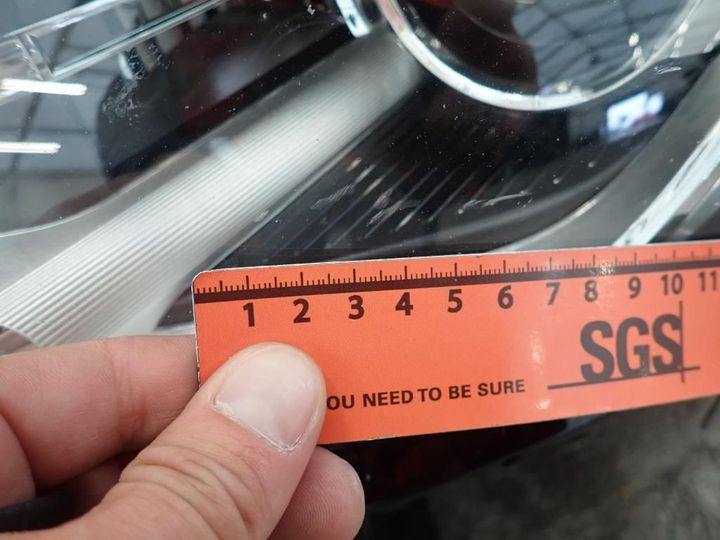 1 2 3 4 5 6 7 8 9 10 11
SGS
OU NEED TO BE SURE